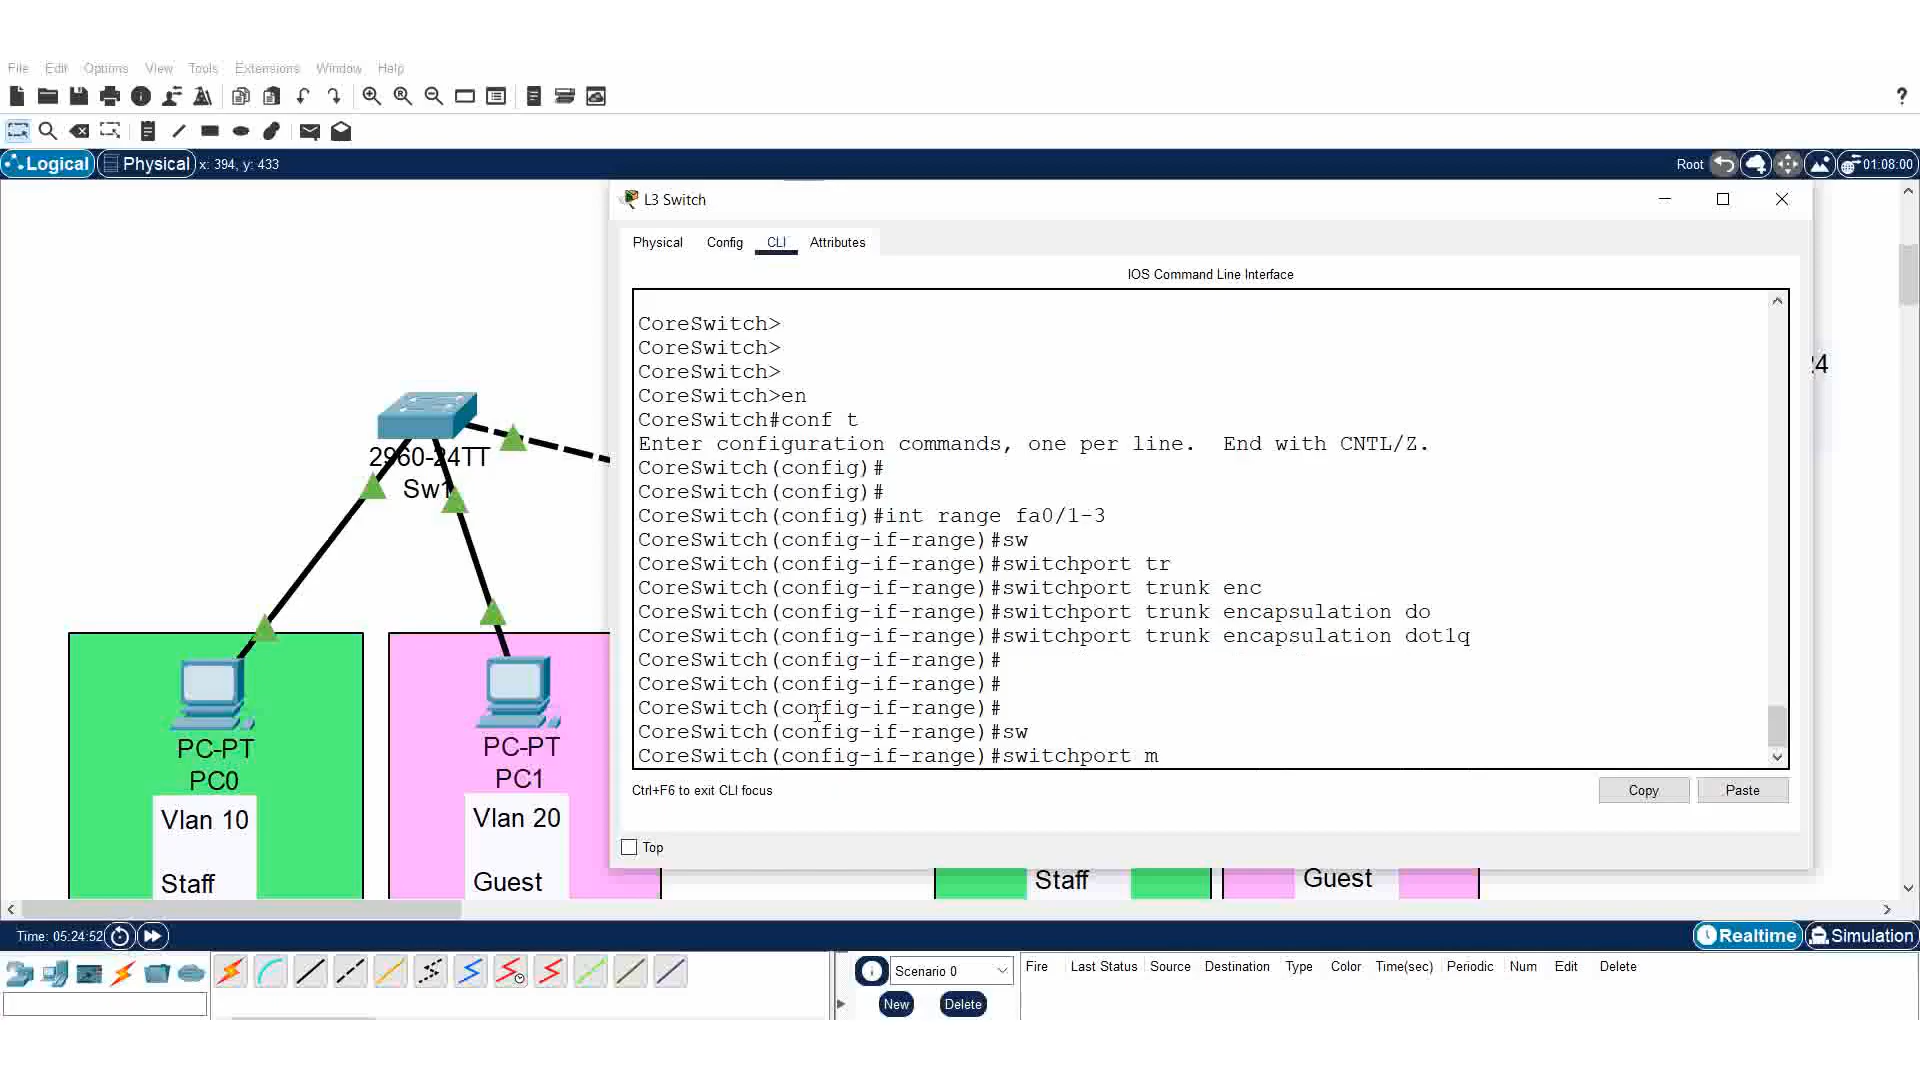 File Edit Options View Tools Extensions Window Help
?
Logical Physical x: 394, y: 433 Root 01:08:00
L3 Switch
Physical Config CLI Attributes
IOS Command Line Interface
CoreSwitch>
CoreSwitch>
CoreSwitch>
CoreSwitch>en
CoreSwitch#conf t
Enter configuration commands, one per line.  End with CNTL/Z.
CoreSwitch(config)#
CoreSwitch(config)#
CoreSwitch(config)#int range fa0/1-3
CoreSwitch(config-if-range)#sw
CoreSwitch(config-if-range)#switchport tr
CoreSwitch(config-if-range)#switchport trunk enc
CoreSwitch(config-if-range)#switchport trunk encapsulation do
CoreSwitch(config-if-range)#switchport trunk encapsulation dot1q
CoreSwitch(config-if-range)#
CoreSwitch(config-if-range)#
CoreSwitch(config-if-range)#
CoreSwitch(config-if-range)#sw
CoreSwitch(config-if-range)#switchport m
Ctrl+F6 to exit CLI focus
Copy Paste
Top
24
2960-24TT
Sw1
PC-PT
PC0
Vlan 10
Staff
PC-PT
PC1
Vlan 20
Guest
Staff
Guest
Time: 05:24:52
Realtime Simulation
Scenario 0
New Delete
Fire Last Status Source Destination Type Color Time(sec) Periodic Num Edit Delete